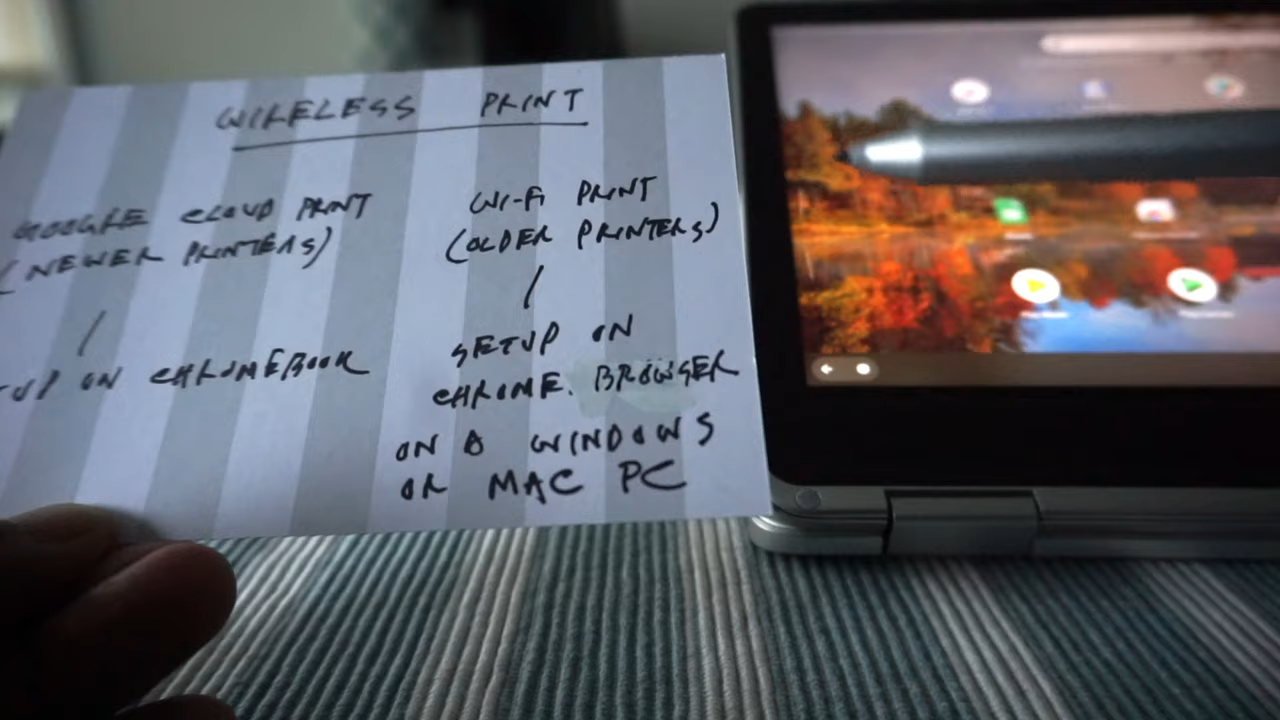 WIRELESS PRINT
GOOGLE CLOUD PRINT
(NEWER PRINTERS)
/
TUP ON CHROMEBOOK
WI-FI PRINT
(OLDER PRINTERS)
/
SETUP ON
CHROME. BROWSER
ON A WINDOWS
OR MAC PC